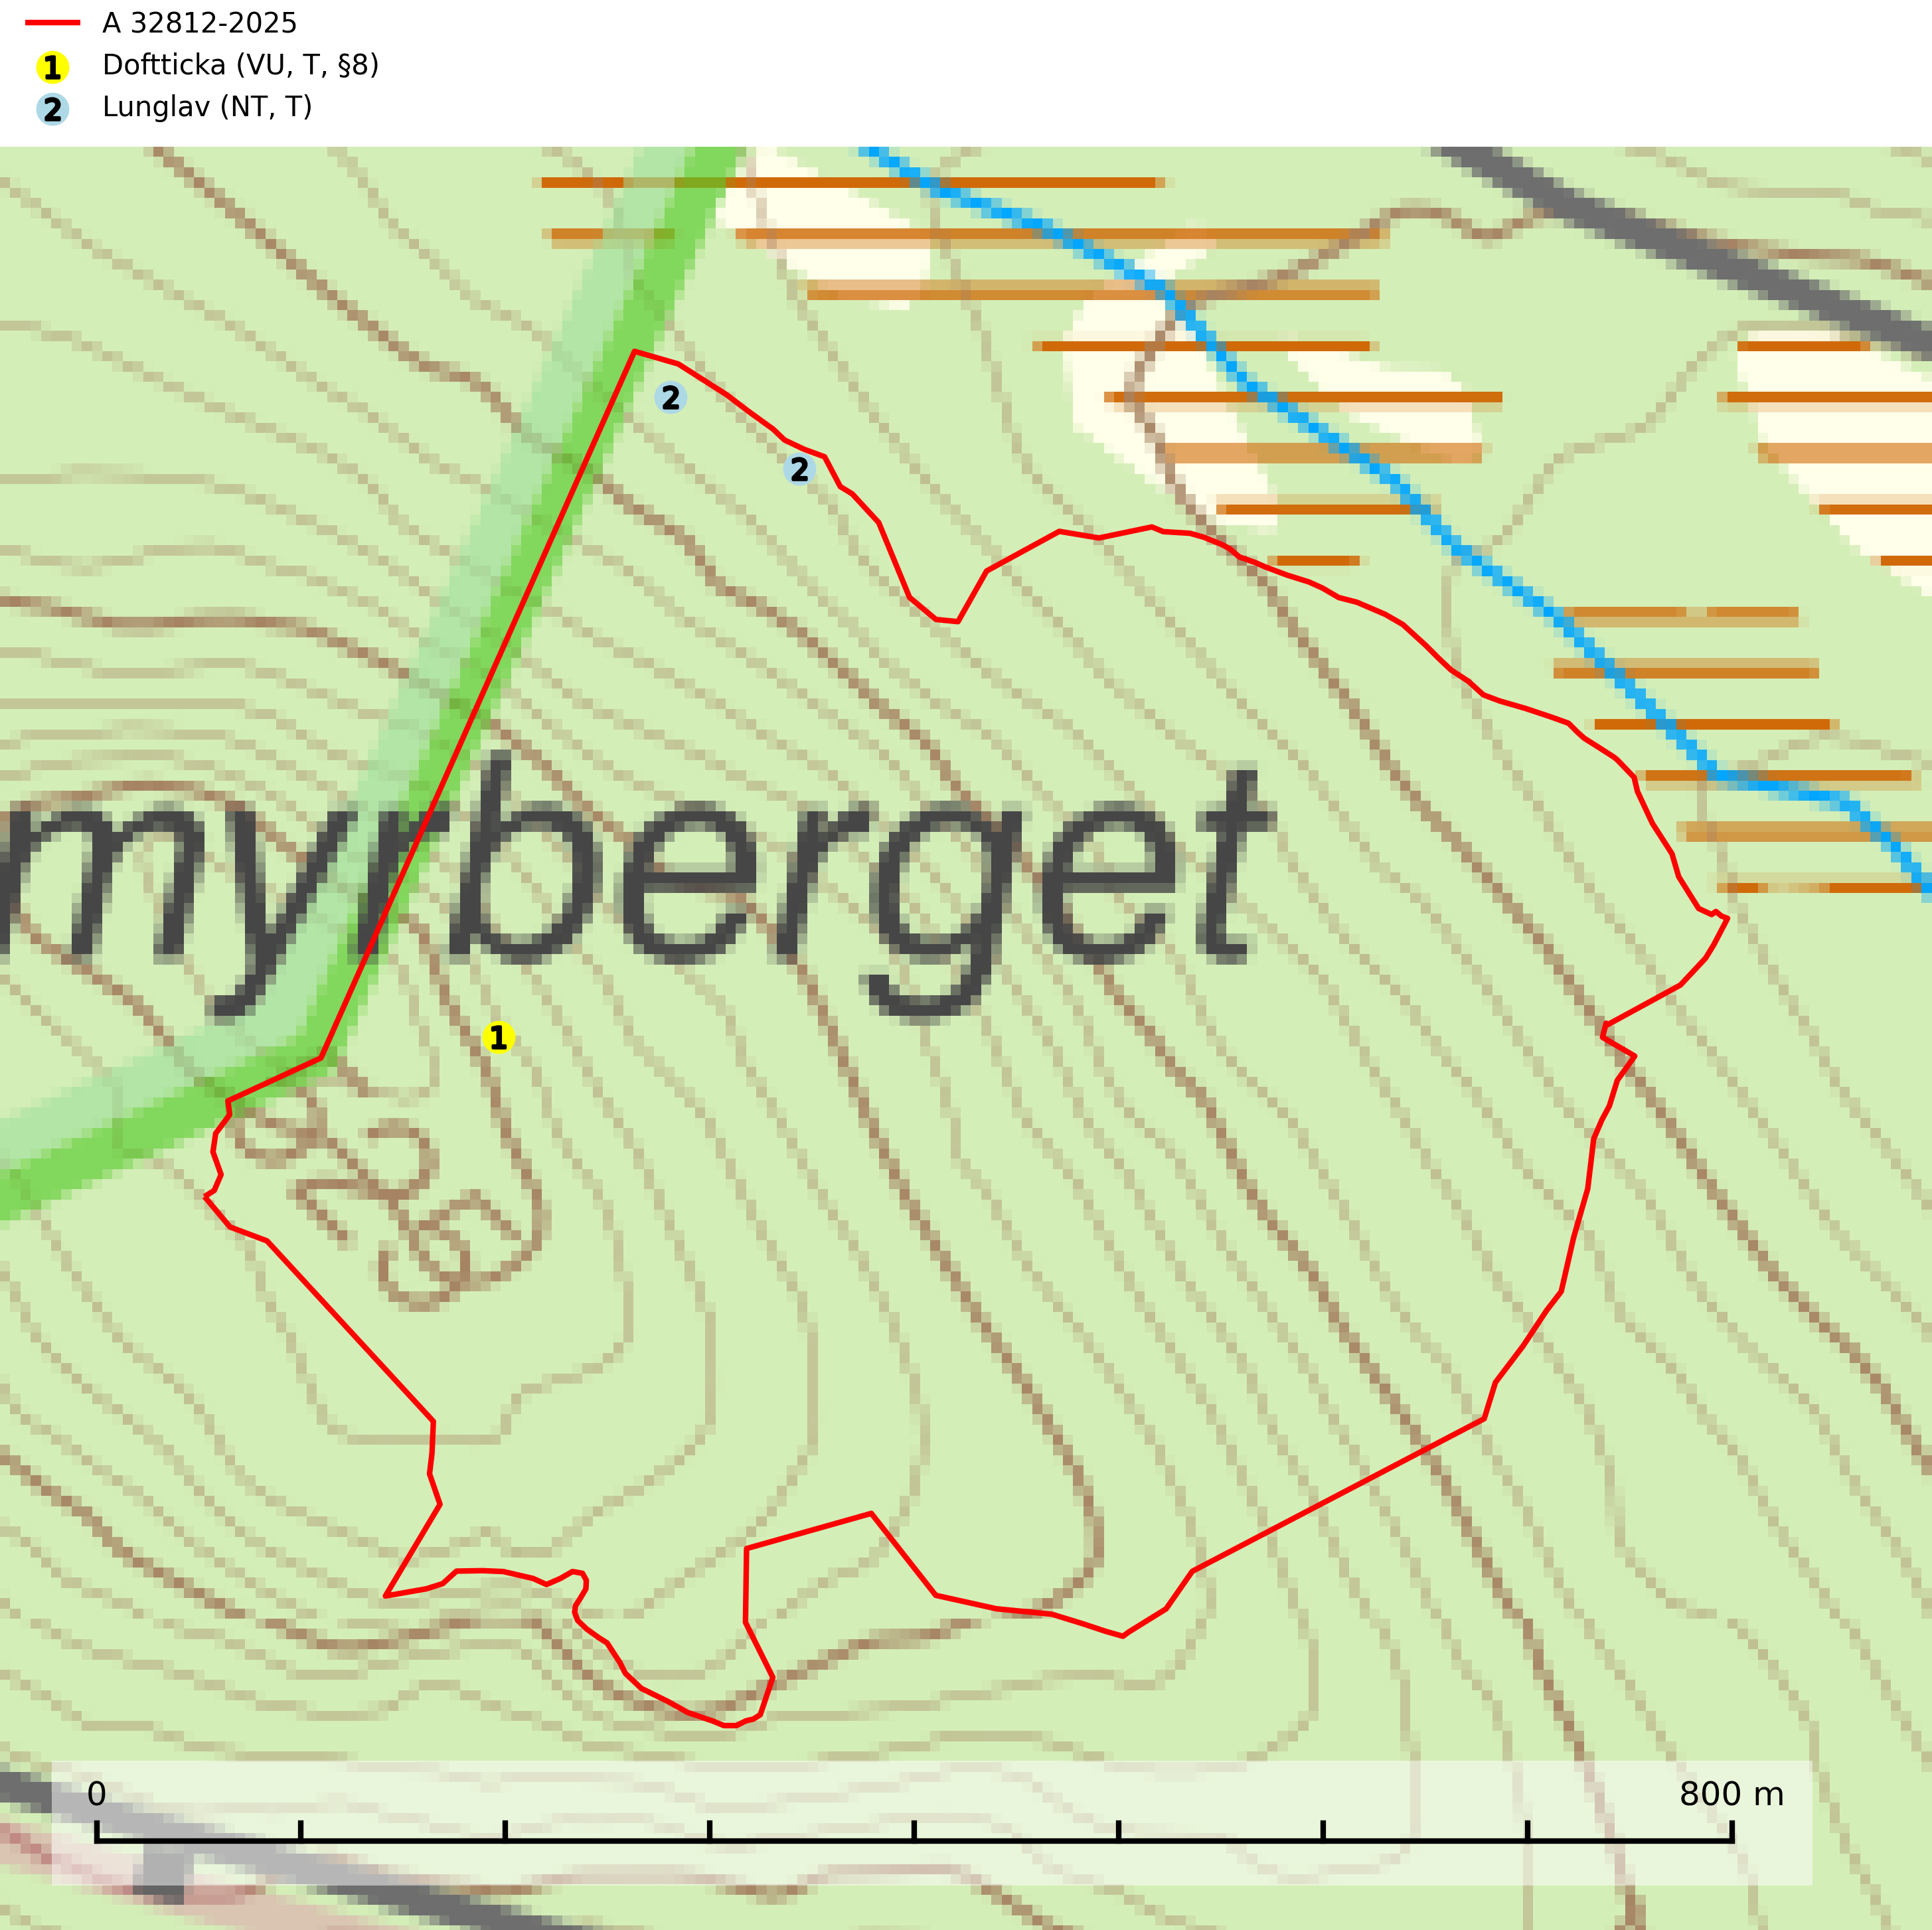 A 32812-2025
1 Doftticka (VU, T, §8)
2 Lunglav (NT, T)
2
2
myrberget
1
0 800 m